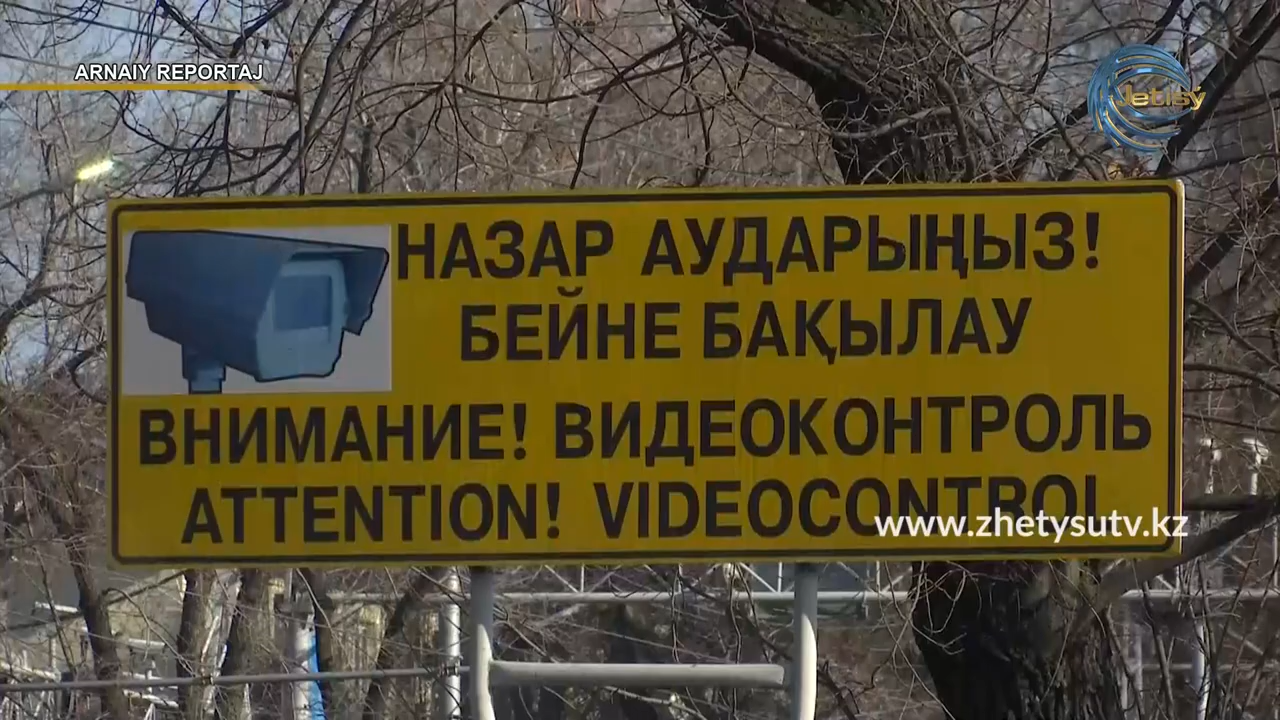 ARNAIY REPORTAJ
Jetisý
НАЗАР АУДАРЫҢЫЗ!
БЕЙНЕ БАҚЫЛАУ
ВНИМАНИЕ! ВИДЕОКОНТРОЛЬ
ATTENTION! VIDEOCONTROL
www.zhetysutv.kz